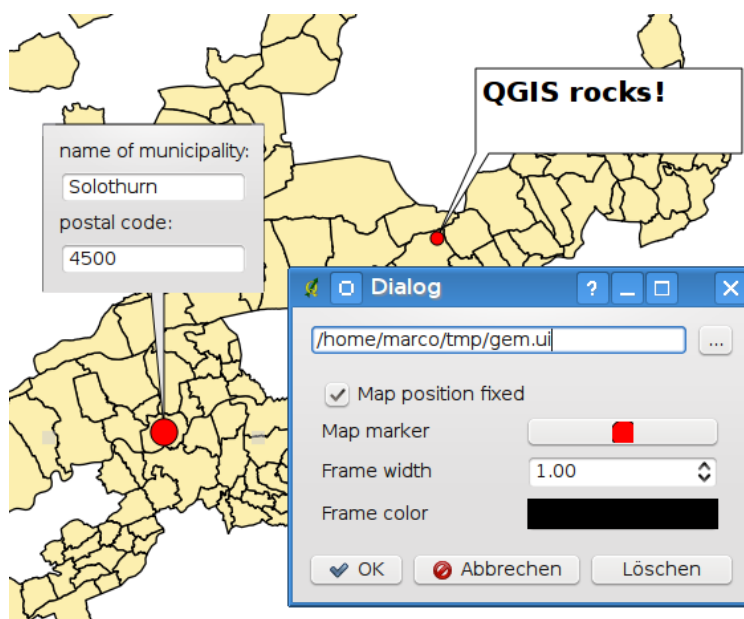 QGIS rocks!
name of municipality:
Solothurn
postal code:
4500
Dialog
?
/home/marco/tmp/gem.ui
...
Map position fixed
Map marker
Frame width
1.00
Frame color
OK
Abbrechen
Löschen